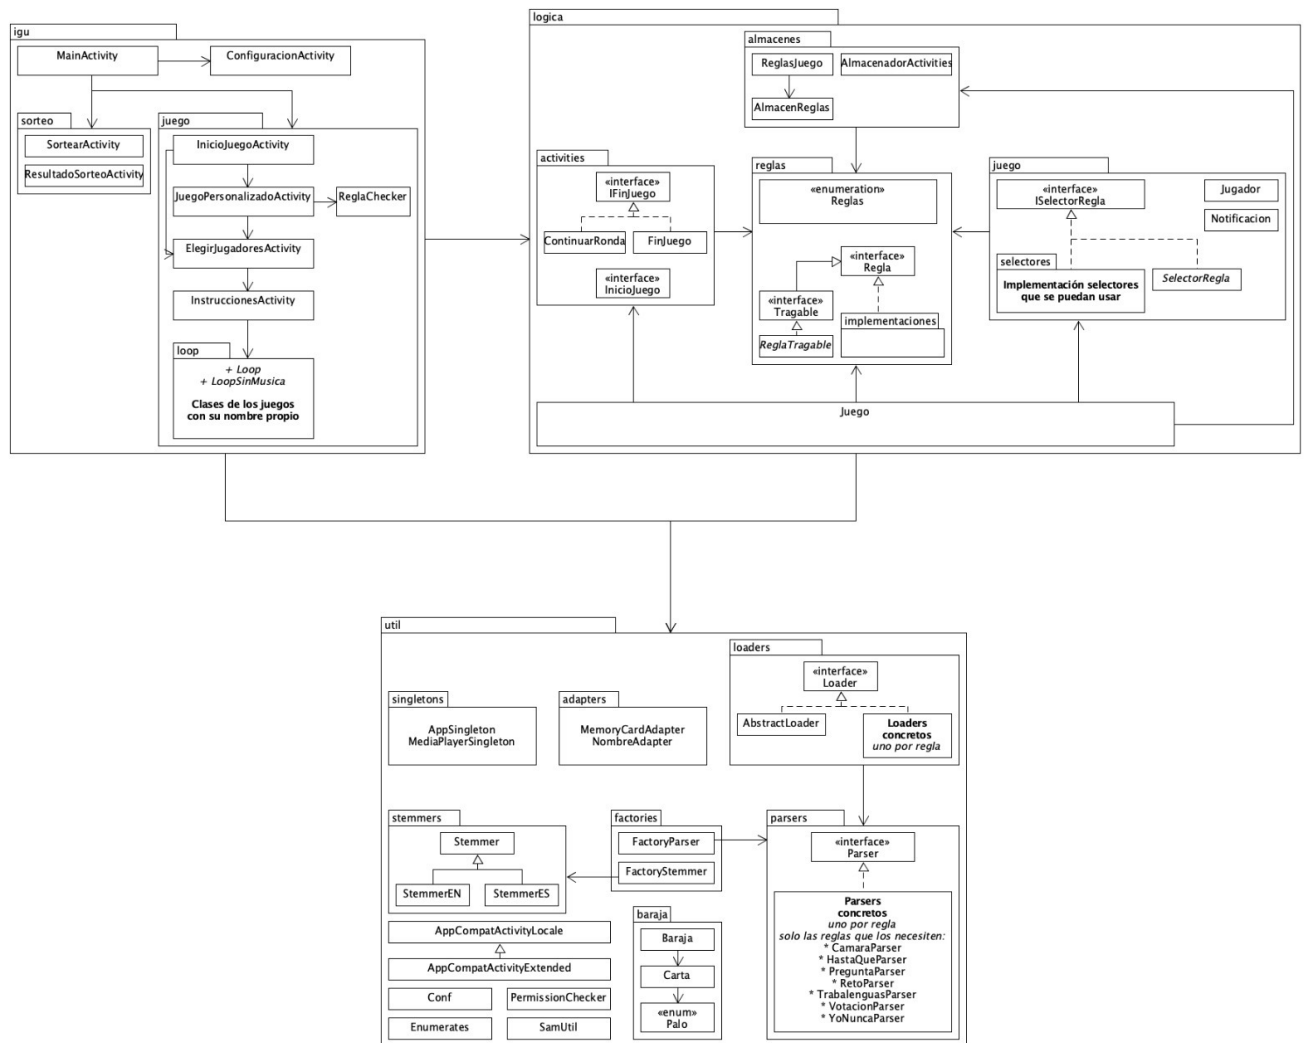 igu
MainActivity
ConfiguracionActivity
sorteo
SortearActivity
ResultadoSorteoActivity
juego
InicioJuegoActivity
JuegoPersonalizadoActivity
ReglaChecker
ElegirJugadoresActivity
InstruccionesActivity
loop
+ Loop
+ LoopSinMusica
Clases de los juegos
con su nombre propio
logica
almacenes
ReglasJuego
AlmacenadorActivities
AlmacenReglas
activities
«interface»
IFinJuego
ContinuarRonda
FinJuego
«interface»
InicioJuego
reglas
«enumeration»
Reglas
«interface»
Regla
«interface»
Tragable
ReglaTragable
implementaciones
juego
«interface»
ISelectorRegla
Jugador
Notificacion
selectores
Implementación selectores
que se puedan usar
SelectorRegla
Juego
util
singletons
AppSingleton
MediaPlayerSingleton
adapters
MemoryCardAdapter
NombreAdapter
loaders
«interface»
Loader
AbstractLoader
Loaders
concretos
uno por regla
stemmers
Stemmer
StemmerEN
StemmerES
factories
FactoryParser
FactoryStemmer
parsers
«interface»
Parser
Parsers
concretos
uno por regla
solo las reglas que los necesiten:
* CamaraParser
* HastaQueParser
* PreguntaParser
* RetoParser
* TrabalenguasParser
* VotacionParser
* YoNuncaParser
AppCompatActivityLocale
AppCompatActivityExtended
Conf
PermissionChecker
Enumerates
SamUtil
baraja
Baraja
Carta
«enum»
Palo